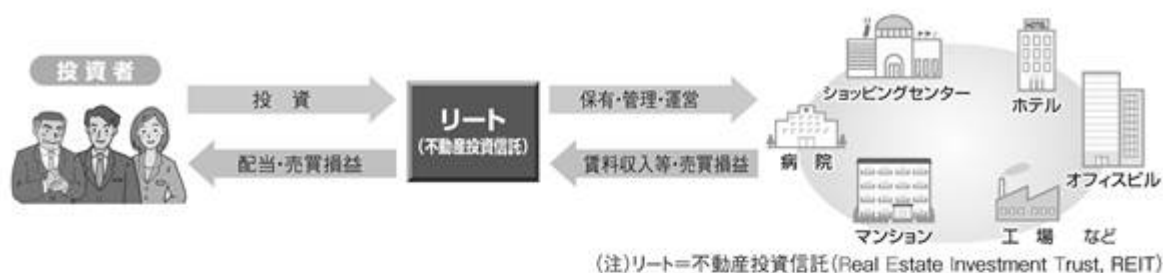 投資者
投資
配当・売買損益
リート
(不動産投資信託)
保有・管理・運営
賃料収入等・売買損益
ショッピングセンター
HOTEL
ホテル
病院
オフィスビル
マンション
工場 など
(注)リート=不動産投資信託(Real Estate Investment Trust, REIT)